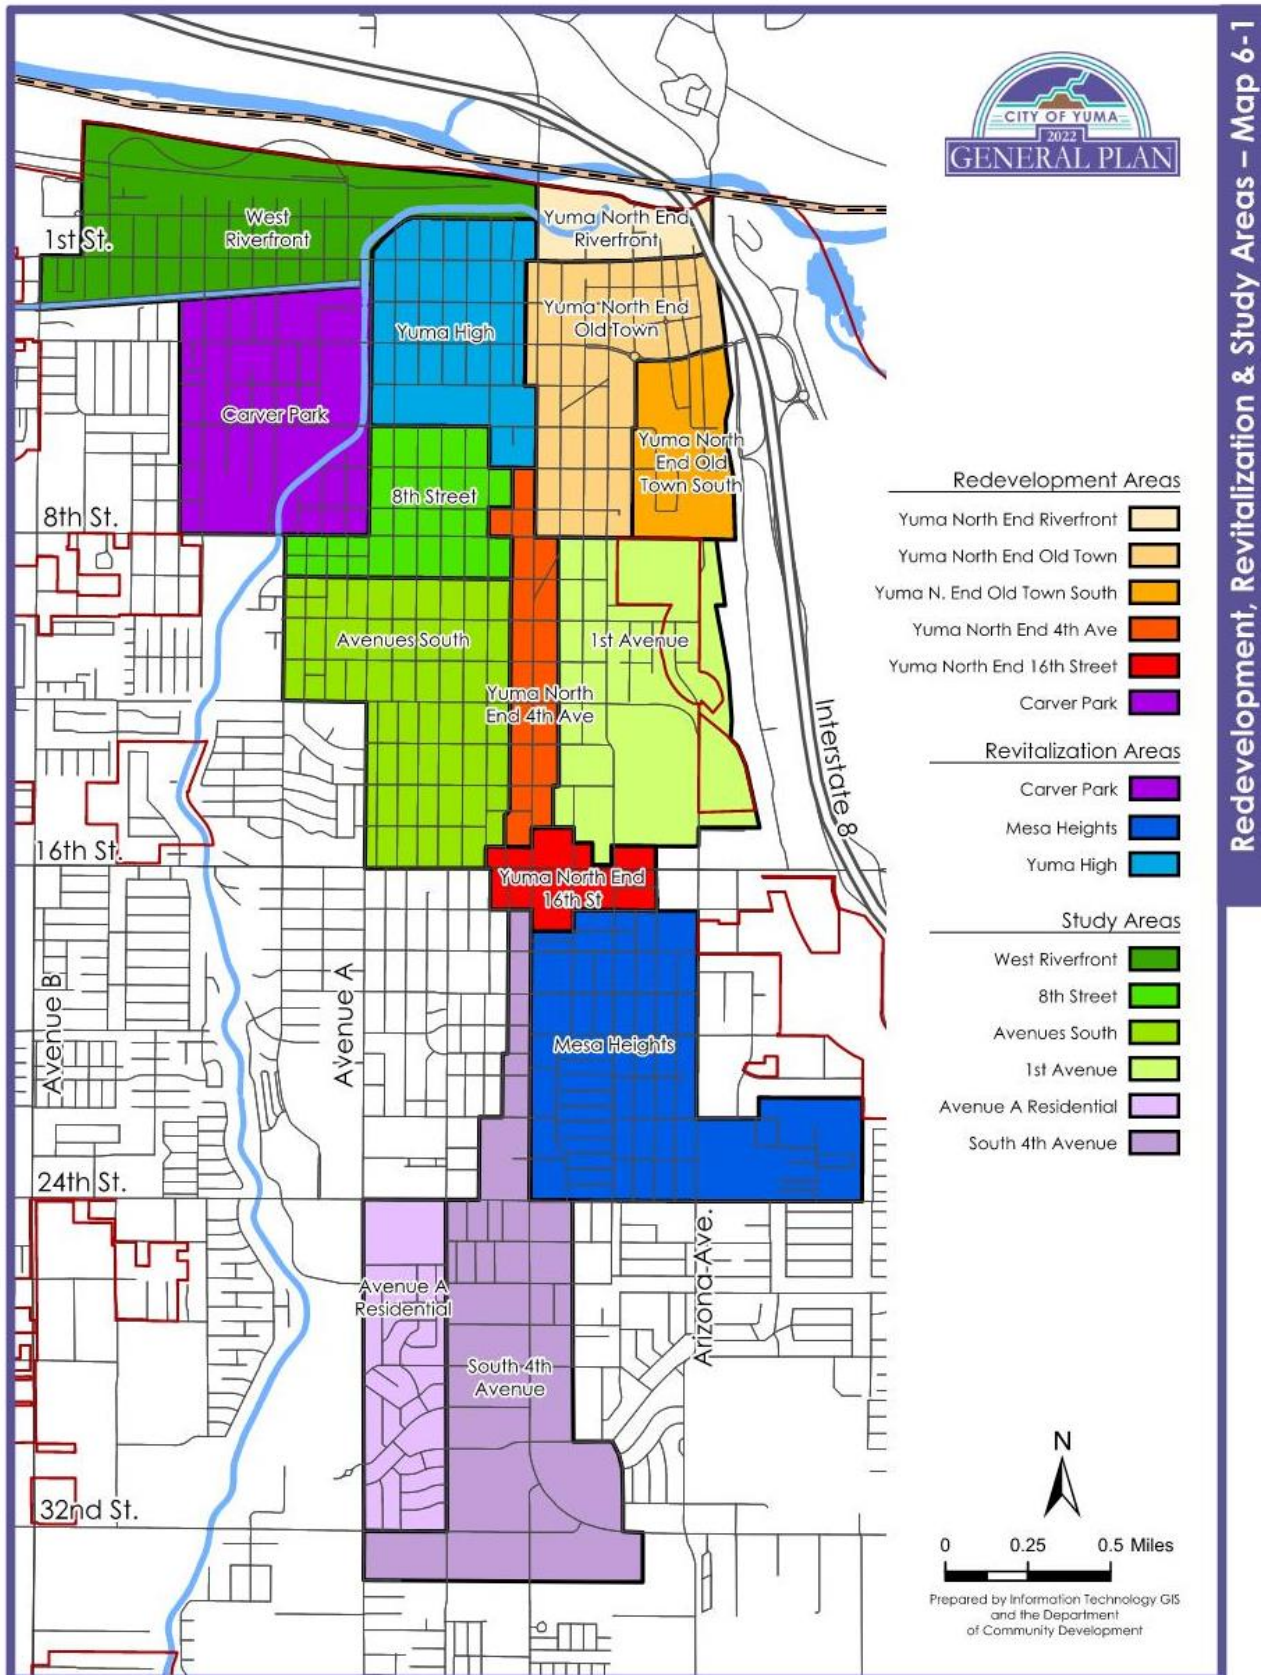 Redevelopment, Revitalization & Study Areas – Map 6-1
CITY OF YUMA
2022
GENERAL PLAN
West
Riverfront
1st St.
Yuma North End
Riverfront
Yuma North End
Old Town
Yuma High
Carver Park
Yuma North
End Old
Town South
8th Street
8th St.
Avenues South
1st Avenue
Yuma North
End 4th Ave
Interstate 8
16th St.
Yuma North End
16th St
Avenue B
Avenue A
Mesa Heights
24th St.
Arizona Ave.
Avenue A
Residential
South 4th
Avenue
32nd St.
Redevelopment Areas
Yuma North End Riverfront
Yuma North End Old Town
Yuma N. End Old Town South
Yuma North End 4th Ave
Yuma North End 16th Street
Carver Park
Revitalization Areas
Carver Park
Mesa Heights
Yuma High
Study Areas
West Riverfront
8th Street
Avenues South
1st Avenue
Avenue A Residential
South 4th Avenue
N
0 0.25 0.5 Miles
Prepared by Information Technology GIS
and the Department
of Community Development